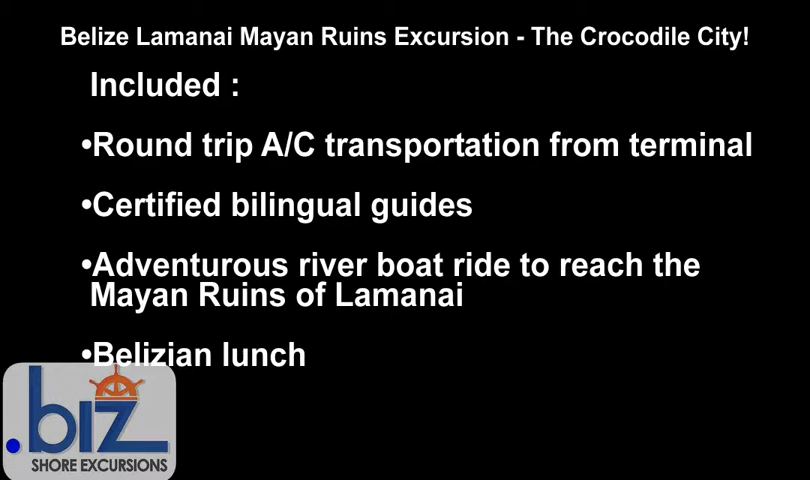 Belize Lamanai Mayan Ruins Excursion - The Crocodile City!
Included :
•Round trip A/C transportation from terminal
•Certified bilingual guides
•Adventurous river boat ride to reach the
Mayan Ruins of Lamanai
•Belizian lunch
.biz
SHORE EXCURSIONS